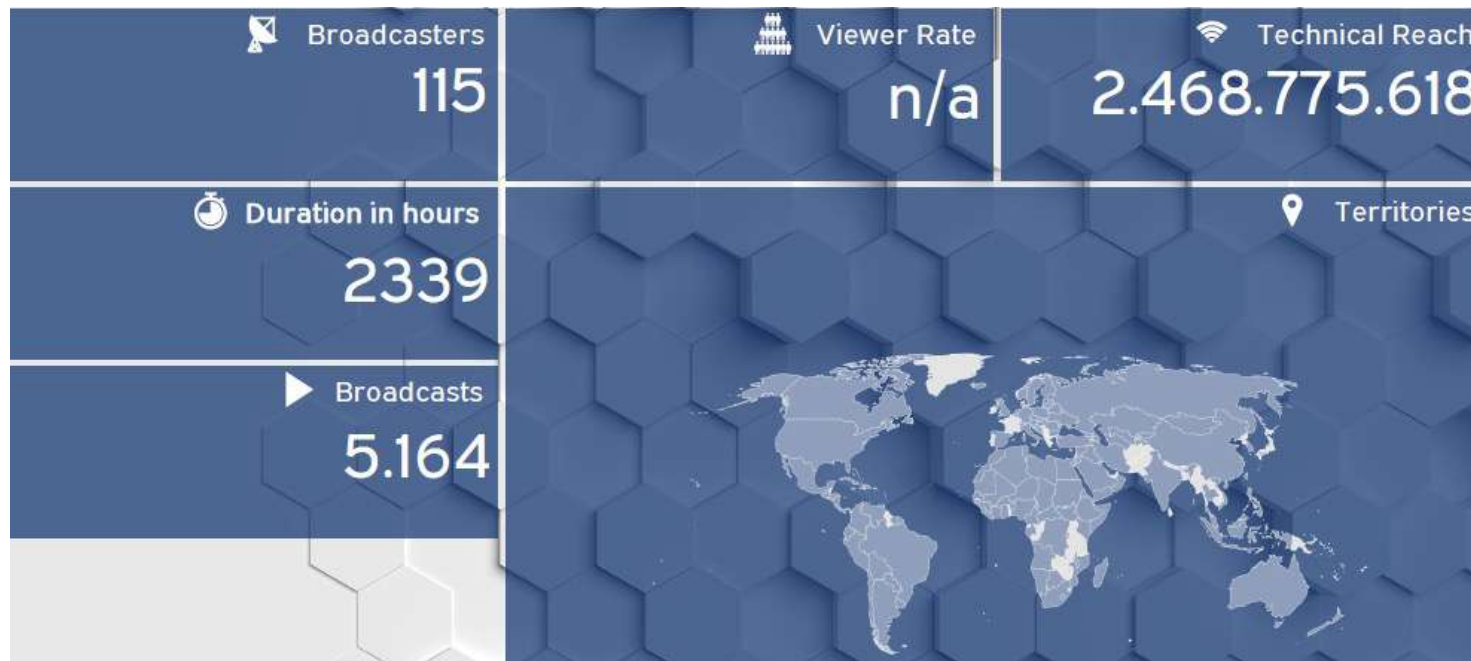 Broadcasters
115
Viewer Rate
n/a
Technical Reach
2.468.775.618
Duration in hours
2339
Territories
Broadcasts
5.164